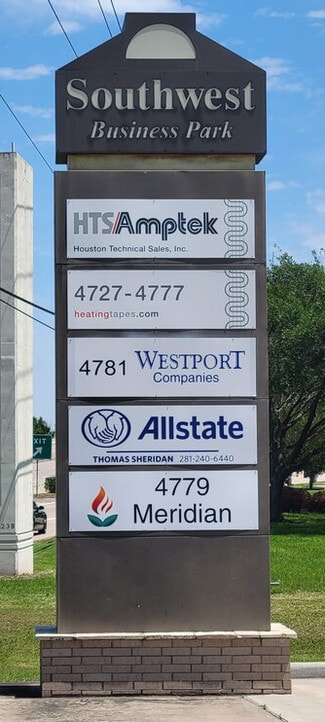 Southwest
Business Park
HTS/Amptek
Houston Technical Sales, Inc.
4727-4777
heatingtapes.com
4781 WESTPORT
Companies
Allstate
THOMAS SHERIDAN 281-240-6440
4779
Meridian
EXIT